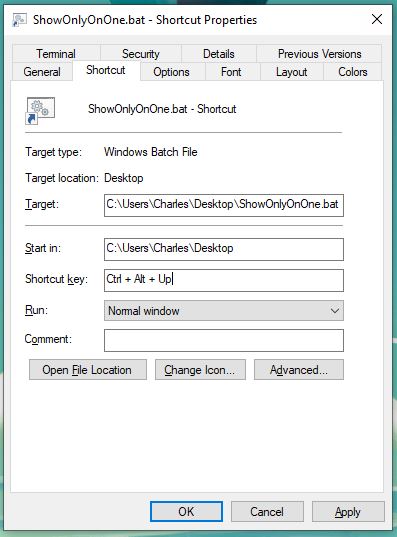 ShowOnlyOnOne.bat - Shortcut Properties
Terminal Security Details Previous Versions
General Shortcut Options Font Layout Colors
ShowOnlyOnOne.bat - Shortcut
Target type: Windows Batch File
Target location: Desktop
Target: C:\Users\Charles\Desktop\ShowOnlyOnOne.bat
Start in: C:\Users\Charles\Desktop
Shortcut key: Ctrl + Alt + Up
Run: Normal window
Comment:
Open File Location Change Icon... Advanced...
OK Cancel Apply